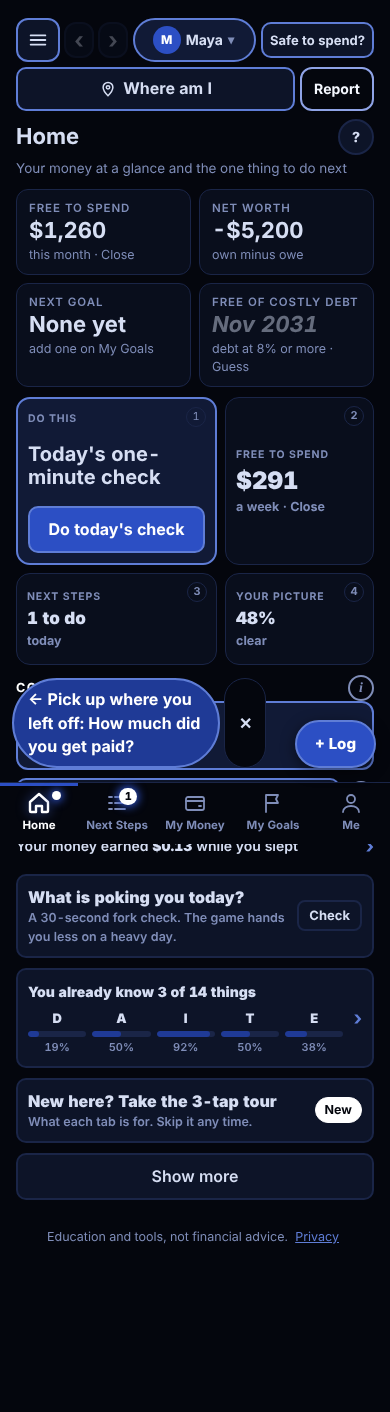 M Maya ▾ Safe to spend?
Where am I Report
Home ?
Your money at a glance and the one thing to do next
FREE TO SPEND
$1,260
this month · Close
NET WORTH
-$5,200
own minus owe
NEXT GOAL
None yet
add one on My Goals
FREE OF COSTLY DEBT
Nov 2031
debt at 8% or more ·
Guess
DO THIS 1
Today's one-
minute check
Do today's check
2
FREE TO SPEND
$291
a week · Close
NEXT STEPS 3
1 to do
today
YOUR PICTURE 4
48%
clear
i
← Pick up where you
left off: How much did
you get paid?
×
+ Log
1
Home Next Steps My Money My Goals Me
Your money earned $0.13 while you slept ›
What is poking you today?
A 30-second fork check. The game hands
you less on a heavy day.
Check
You already know 3 of 14 things
D A I T E ›
19% 50% 92% 50% 38%
New here? Take the 3-tap tour
What each tab is for. Skip it any time.
New
Show more
Education and tools, not financial advice. Privacy